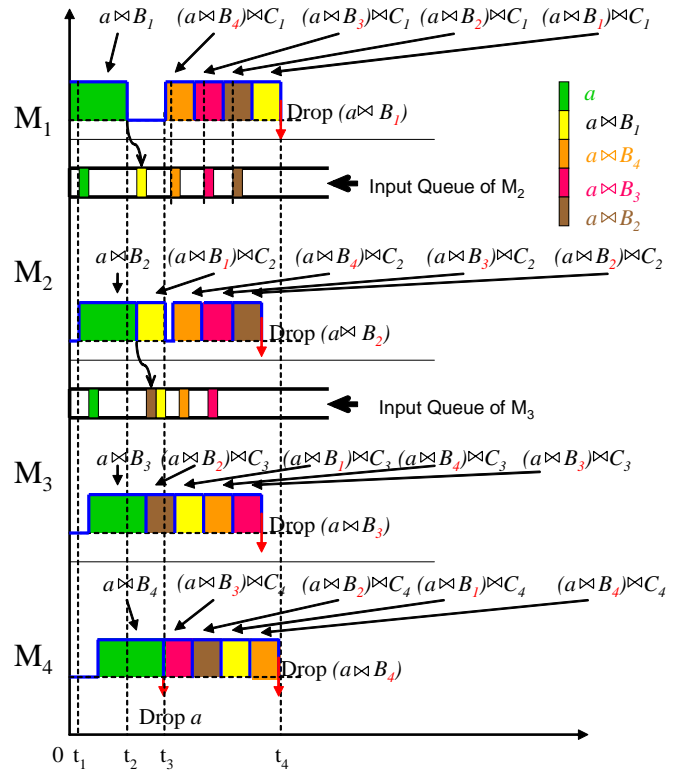 a⋈B₁ (a⋈B₄)⋈C₁ (a⋈B₃)⋈C₁ (a⋈B₂)⋈C₁ (a⋈B₁)⋈C₁
M₁
Drop (a⋈B₁)
Input Queue of M₂
a
a⋈B₁
a⋈B₄
a⋈B₃
a⋈B₂
a⋈B₂ (a⋈B₁)⋈C₂ (a⋈B₄)⋈C₂ (a⋈B₃)⋈C₂ (a⋈B₂)⋈C₂
M₂
Drop (a⋈B₂)
Input Queue of M₃
a⋈B₃ (a⋈B₂)⋈C₃ (a⋈B₁)⋈C₃ (a⋈B₄)⋈C₃ (a⋈B₃)⋈C₃
M₃
Drop (a⋈B₃)
a⋈B₄ (a⋈B₃)⋈C₄ (a⋈B₂)⋈C₄ (a⋈B₁)⋈C₄ (a⋈B₄)⋈C₄
M₄
Drop (a⋈B₄)
Drop a
0 t₁ t₂ t₃ t₄